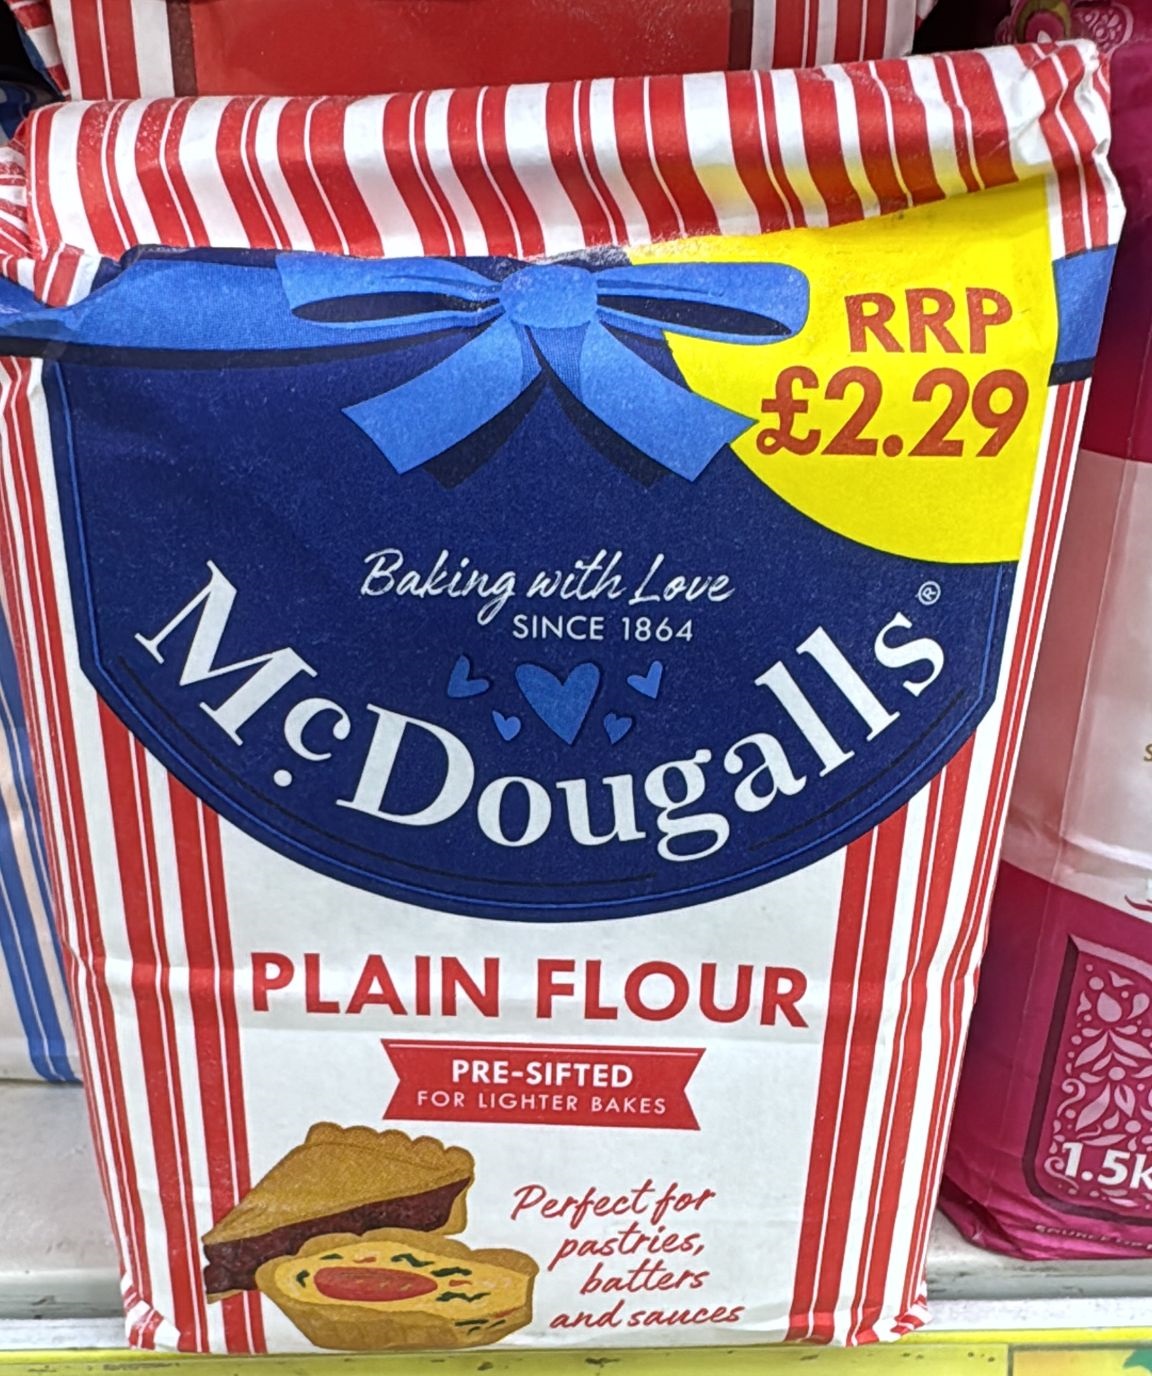 RRP
£2.29
Baking with Love
SINCE 1864
McDougalls®
PLAIN FLOUR
PRE-SIFTED
FOR LIGHTER BAKES
Perfect for
pastries,
batters
and sauces
1.5k